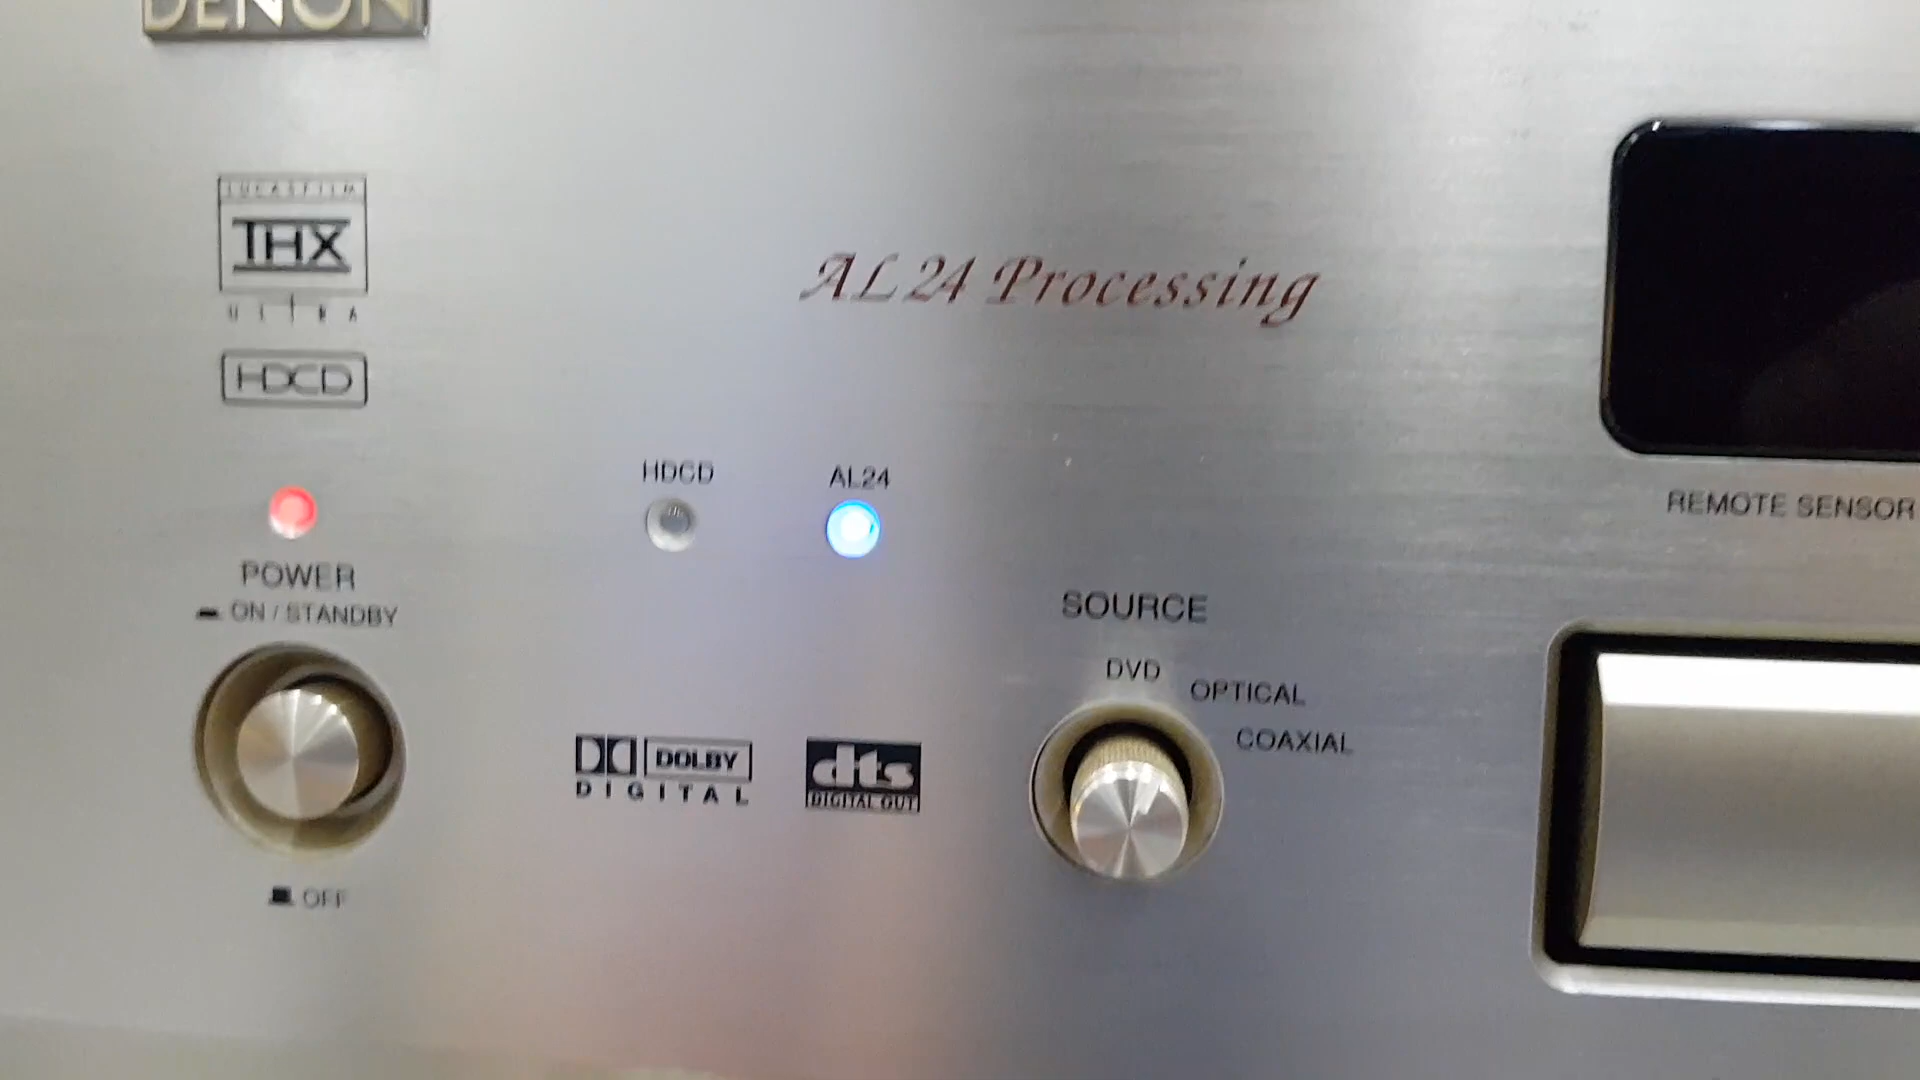 DENON
LUCASFILM
THX
ULTRA
HDCD
AL24 Processing
HDCD
AL24
REMOTE SENSOR
POWER
ON / STANDBY
SOURCE
DVD
OPTICAL
COAXIAL
DOLBY
DIGITAL
dts
DIGITAL OUT
OFF